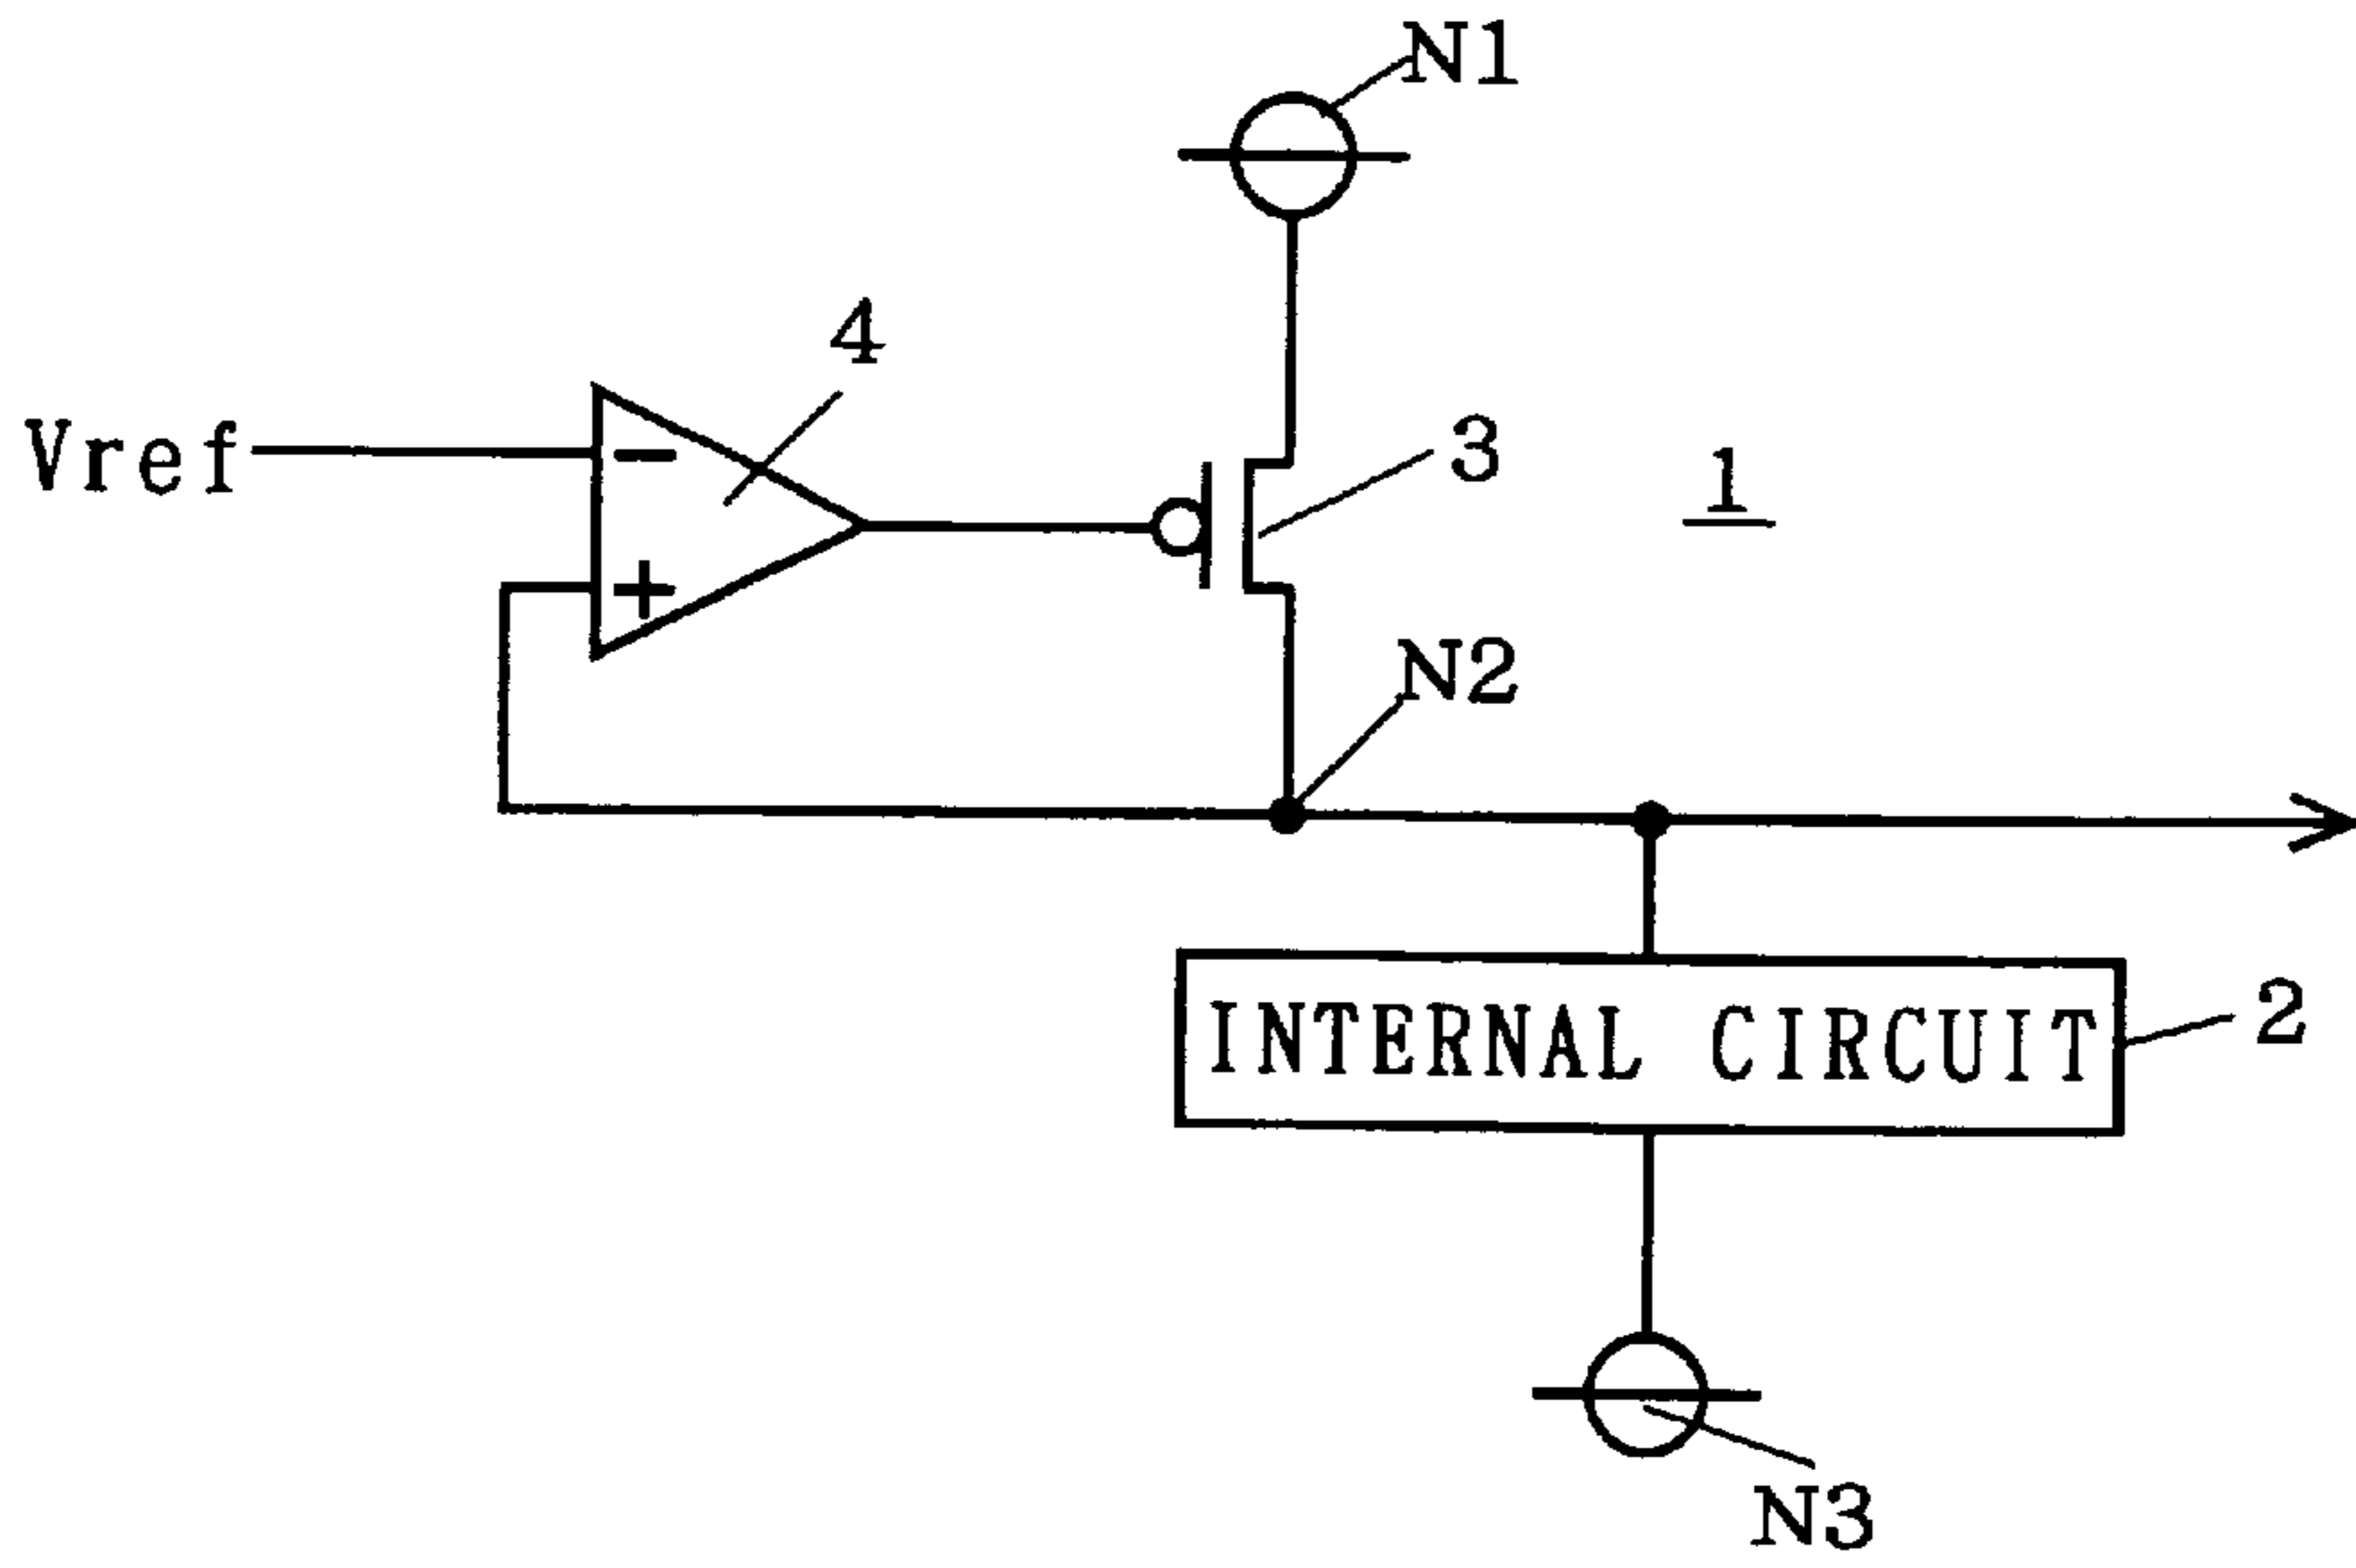 N1
4
Vref
−
3
1
+
N2
INTERNAL CIRCUIT
2
N3